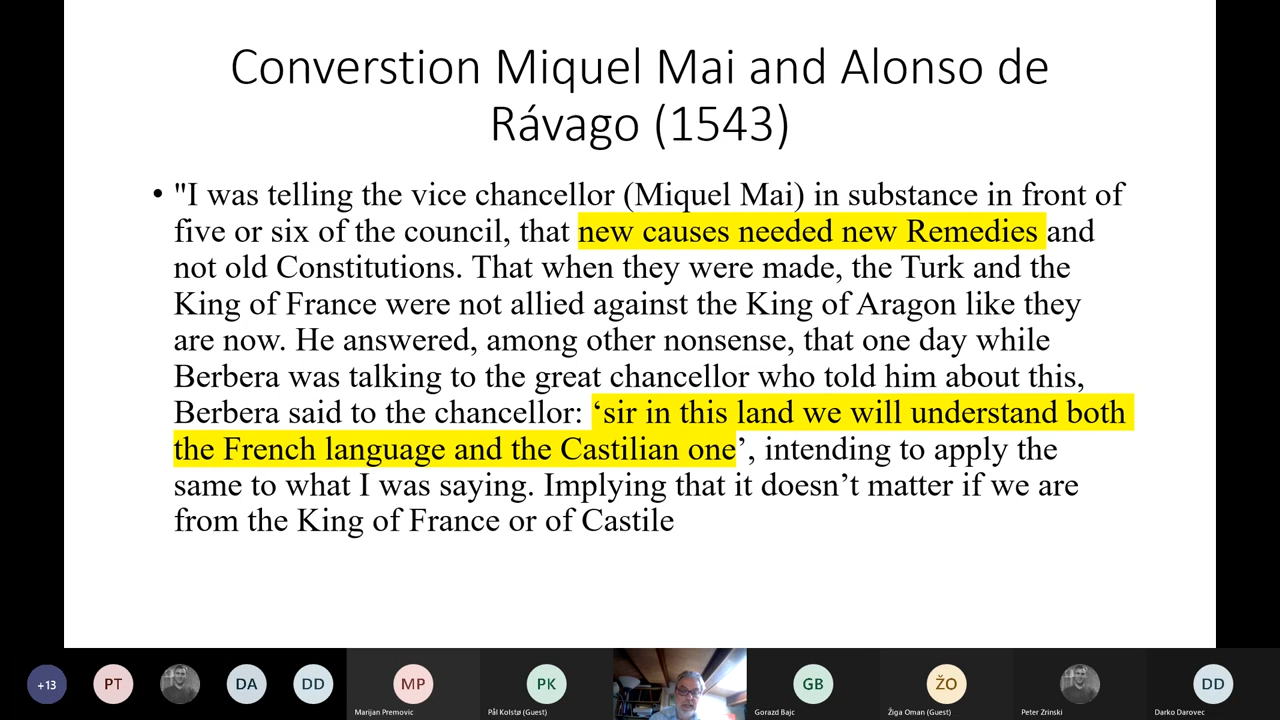 Converstion Miquel Mai and Alonso de
Rávago (1543)
• "I was telling the vice chancellor (Miquel Mai) in substance in front of
five or six of the council, that new causes needed new Remedies and
not old Constitutions. That when they were made, the Turk and the
King of France were not allied against the King of Aragon like they
are now. He answered, among other nonsense, that one day while
Berbera was talking to the great chancellor who told him about this,
Berbera said to the chancellor: ‘sir in this land we will understand both
the French language and the Castilian one’, intending to apply the
same to what I was saying. Implying that it doesn’t matter if we are
from the King of France or of Castile
+13
PT
DA
DD
MP
PK
GB
ŽO
DD
Marijan Premovic
Pål Kolstø (Guest)
Gorazd Bajc
Žiga Oman (Guest)
Peter Zrinski
Darko Darovec